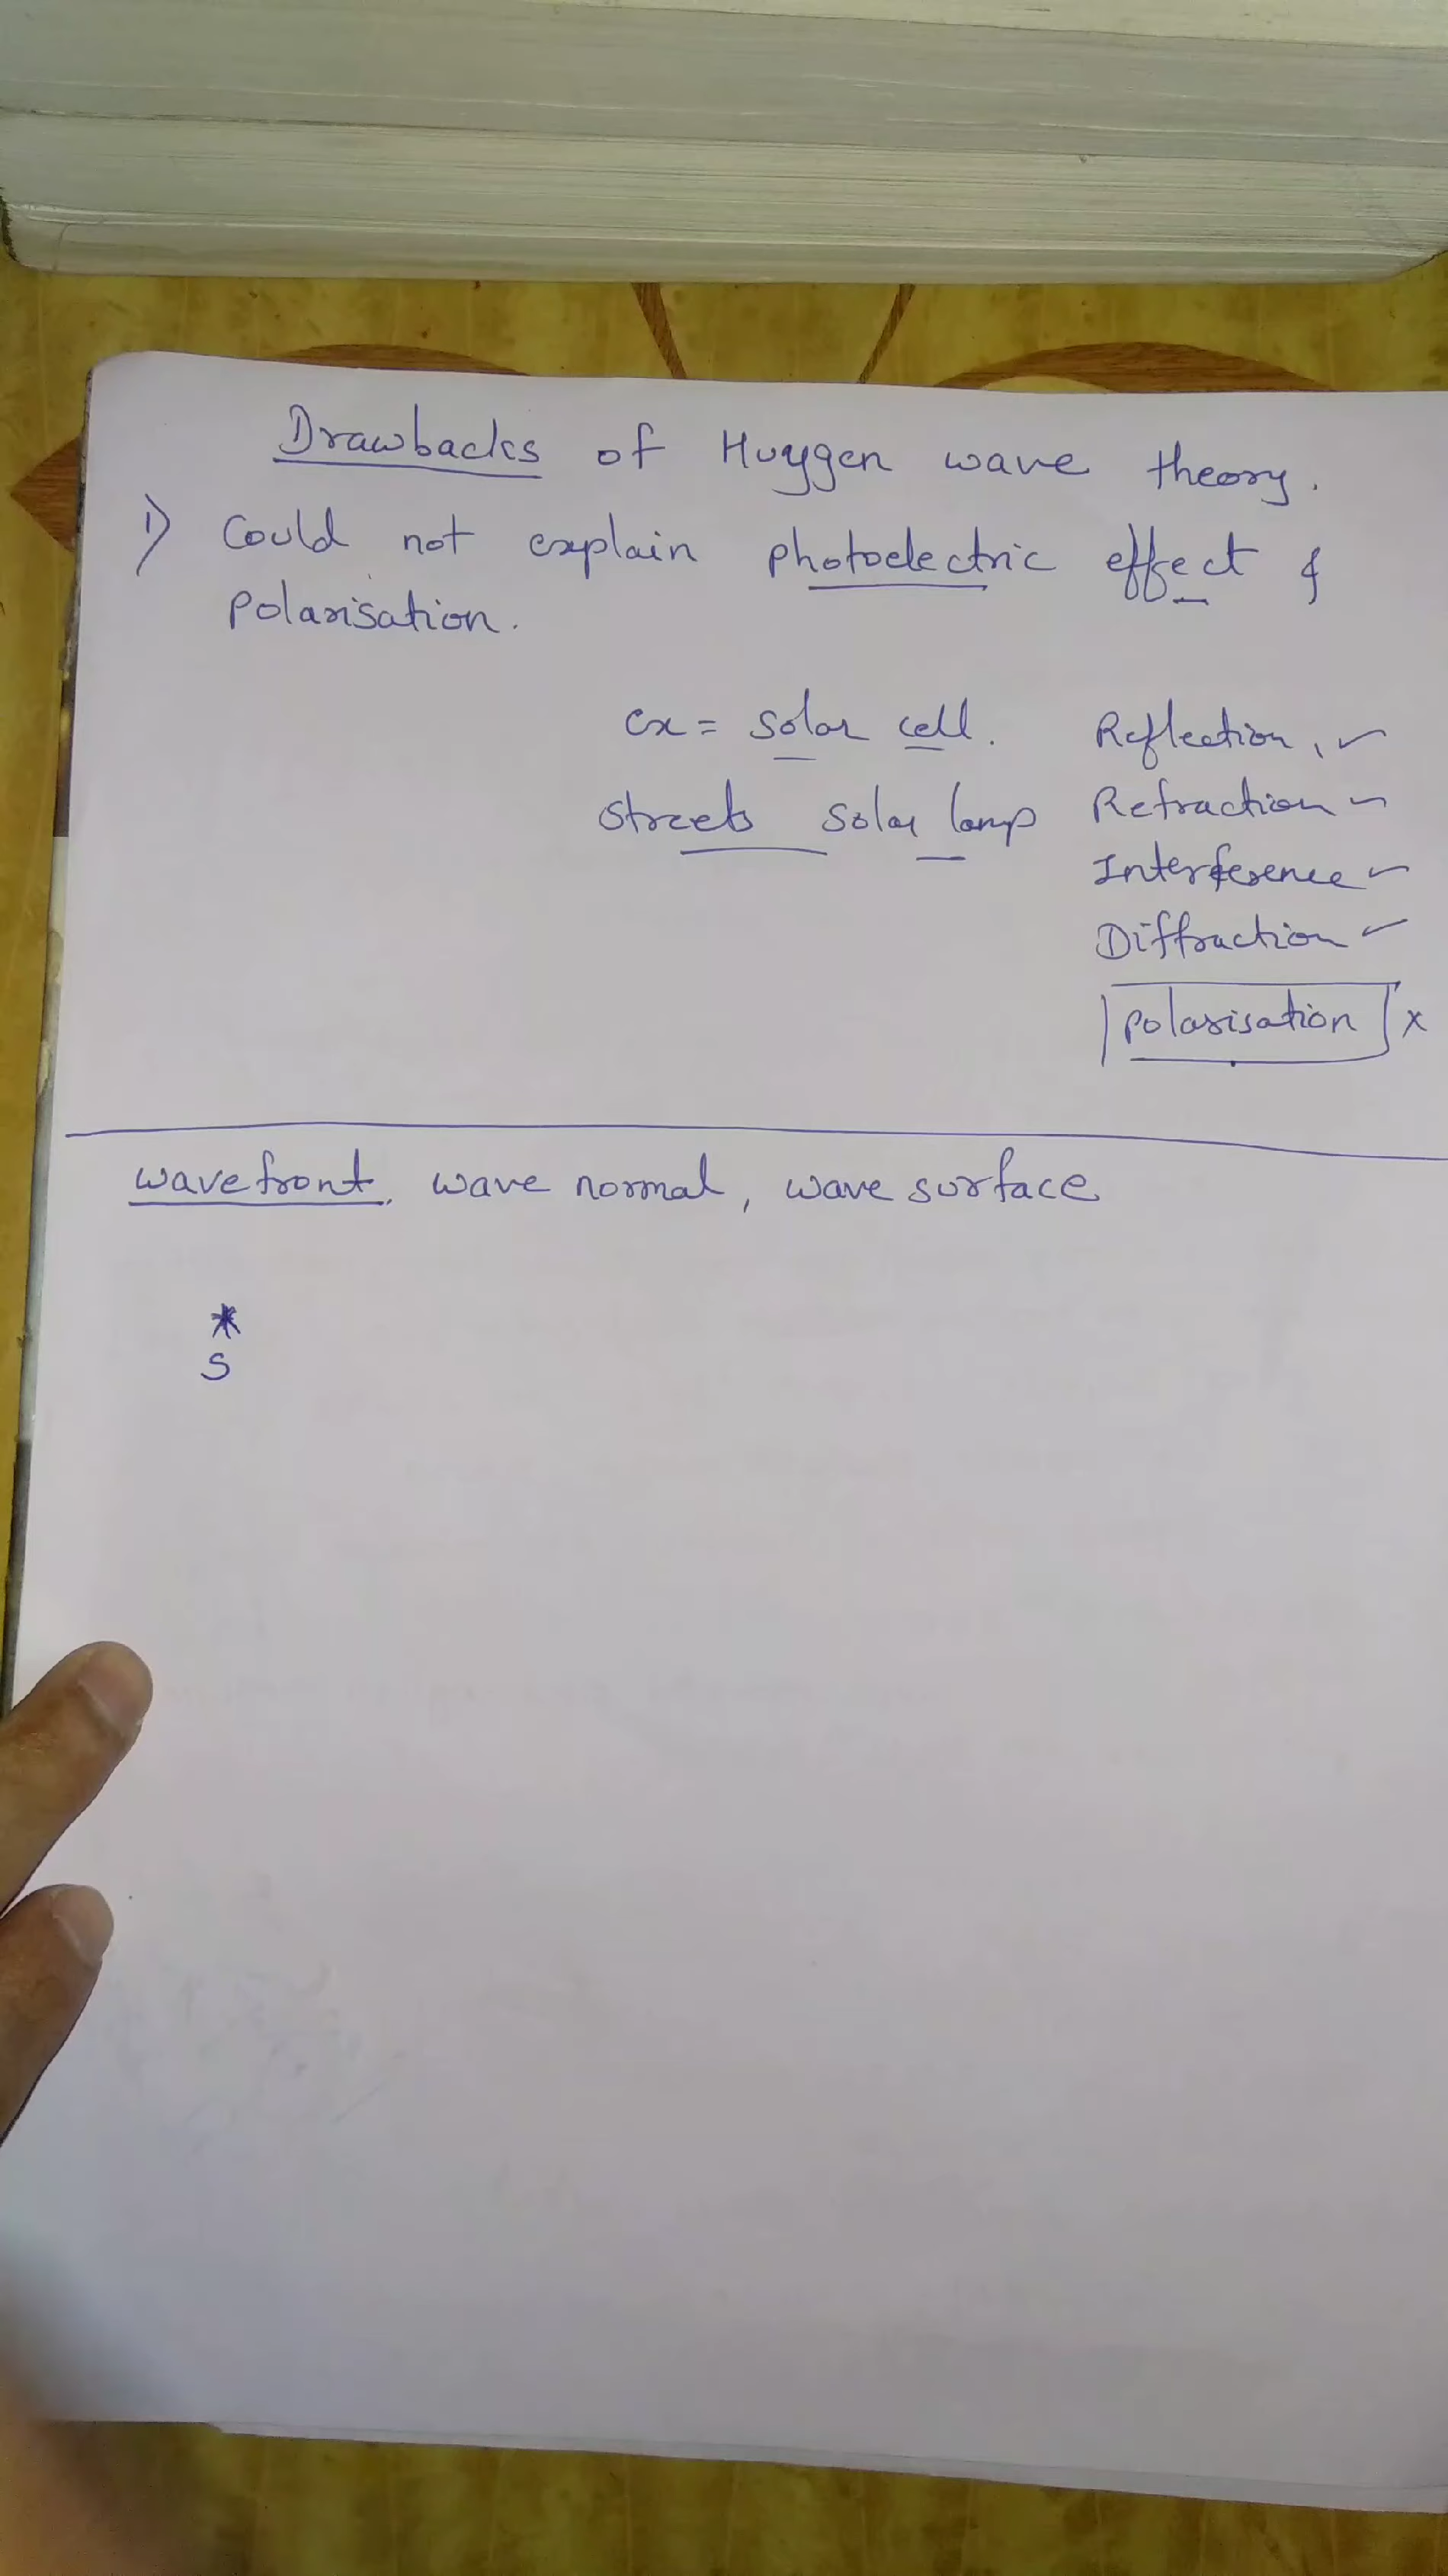 Drawbacks of Huygen wave theory.
1) Could not explain photoelectric effect &
Polarisation.
ex = solar cell.
streets solar lamp
Reflection, ✓
Refraction ✓
Interference ✓
Diffraction ✓
polarisation x
wavefront, wave normal, wave surface
*
S